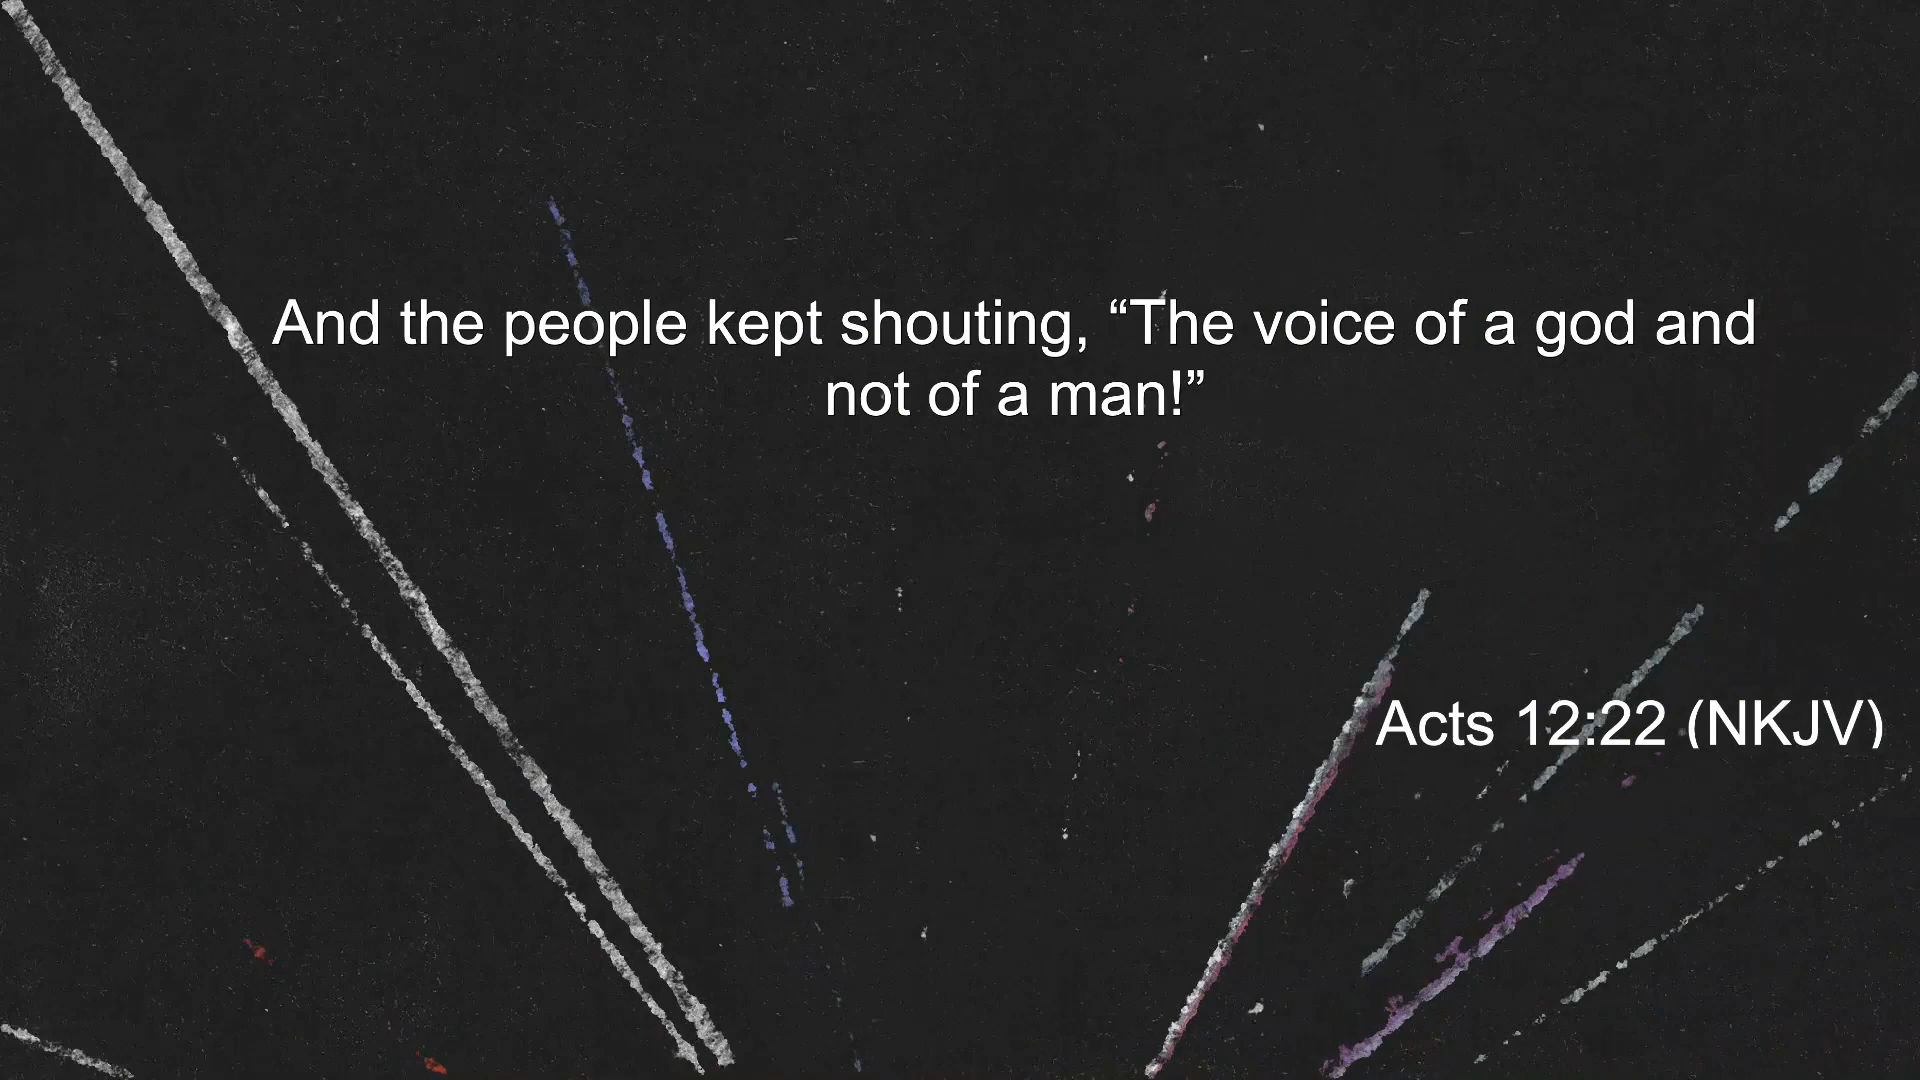 And the people kept shouting, “The voice of a god and
not of a man!”
Acts 12:22 (NKJV)